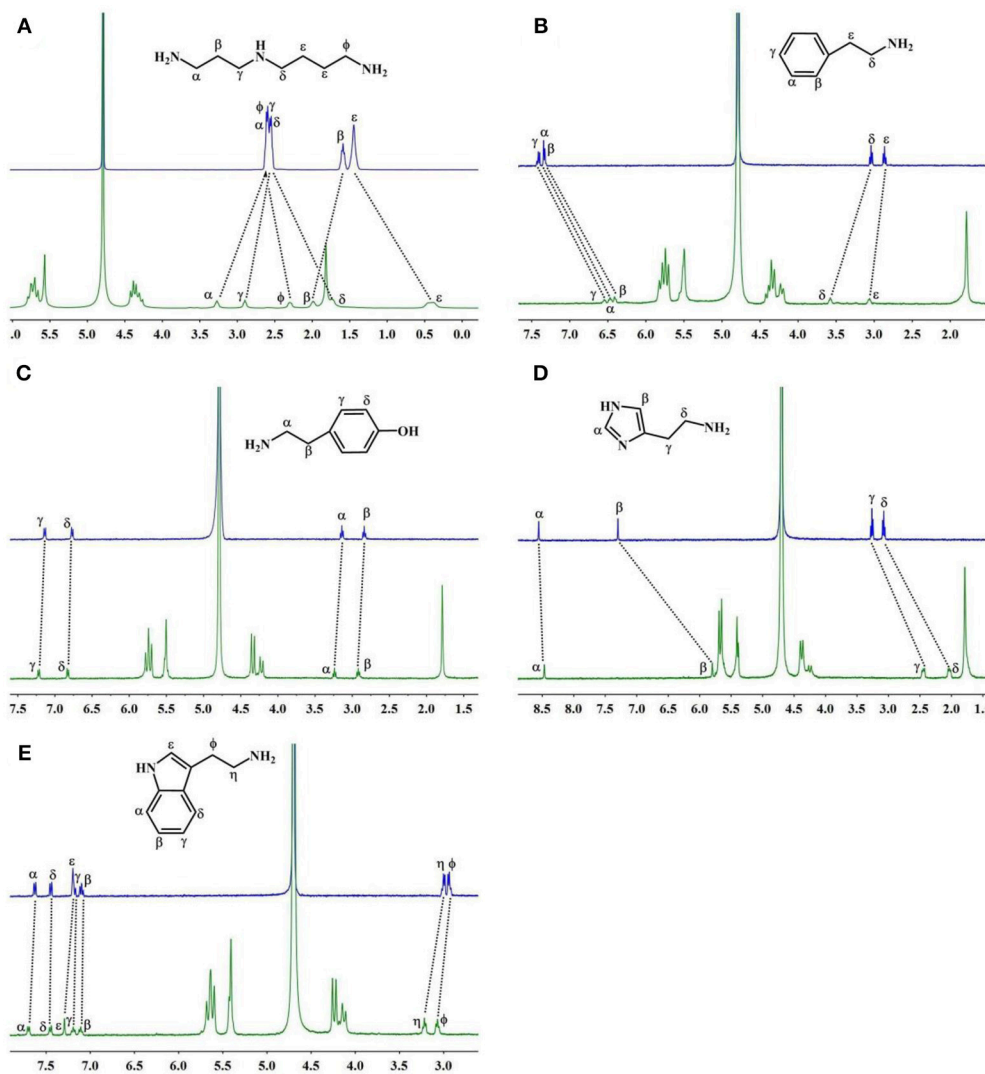 A
H₂N
α
β
γ
H
N
δ
ε
ε
ϕ
NH₂
ϕ γ
α δ
β ε
α γ ϕ β δ ε
5.0 4.5 4.0 3.5 3.0 2.5 2.0 1.5 1.0 0.5 0.0
B
γ
α
β
ε
δ
NH₂
γ α β
δ ε
γ α β
δ ε
7.5 7.0 6.5 6.0 5.5 5.0 4.5 4.0 3.5 3.0 2.5 2.0
C
H₂N
α
β
γ
δ
OH
γ δ α β
γ δ α β
7.5 7.0 6.5 6.0 5.5 5.0 4.5 4.0 3.5 3.0 2.5 2.0 1.5
D
HN
β
α
N
γ
δ
NH₂
α β γ δ
α β γ δ
8.5 8.0 7.5 7.0 6.5 6.0 5.5 5.0 4.5 4.0 3.5 3.0 2.5 2.0
E
HN
ε
ϕ
η
NH₂
α
β
γ
δ
α δ ε γ β η ϕ
α δ ε γ β η ϕ
7.5 7.0 6.5 6.0 5.5 5.0 4.5 4.0 3.5 3.0